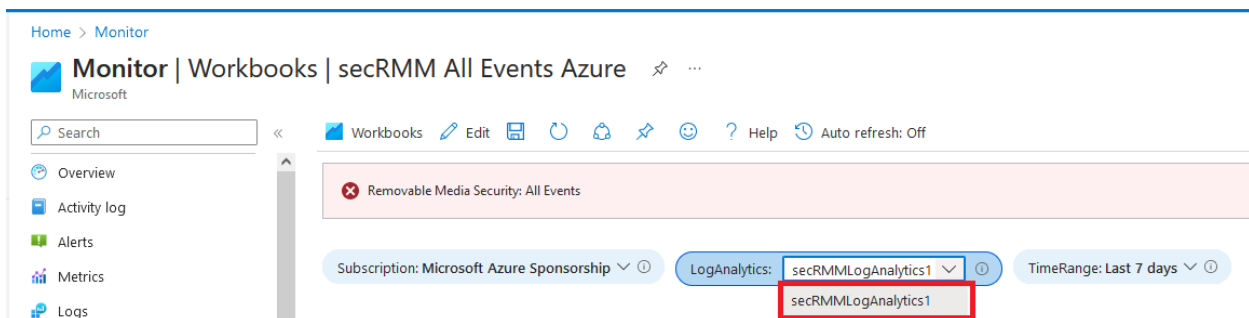 Home > Monitor
Monitor | Workbooks | secRMM All Events Azure
Microsoft
Search
Workbooks Edit Help Auto refresh: Off
Overview
Removable Media Security: All Events
Activity log
Alerts
Subscription: Microsoft Azure Sponsorship LogAnalytics: secRMMLogAnalytics1 TimeRange: Last 7 days
Metrics
secRMMLogAnalytics1
Logs